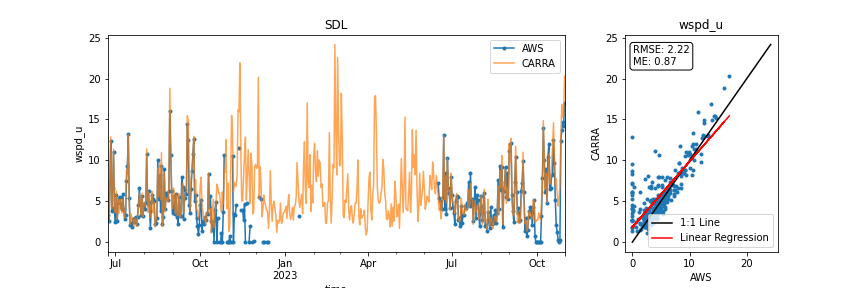 SDL
wspd_u
25
20
15
10
5
0
AWS
CARRA
Jul
Oct
Jan
2023
Apr
Jul
Oct
time
wspd_u
CARRA
25
20
15
10
5
0
RMSE: 2.22
ME: 0.87
1:1 Line
Linear Regression
0
10
20
AWS